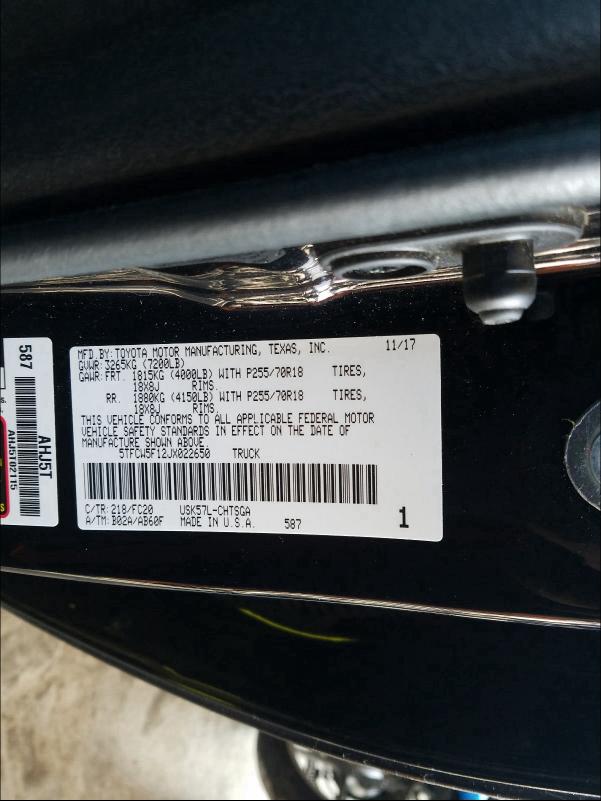 MFD.BY:TOYOTA MOTOR MANUFACTURING, TEXAS, INC. 11/17
GVWR:3265KG (7200LB)
GAWR:FRT. 1815KG (4000LB) WITH P255/70R18 TIRES,
18X8J RIMS.
RR. 1880KG (4150LB) WITH P255/70R18 TIRES,
18X8J RIMS.
THIS VEHICLE CONFORMS TO ALL APPLICABLE FEDERAL MOTOR
VEHICLE SAFETY STANDARDS IN EFFECT ON THE DATE OF
MANUFACTURE SHOWN ABOVE.
5TFCW5F12JX022650 TRUCK
C/TR:218/FC20 USK57L-CHTSGA
A/TM:B02A/AB60F MADE IN U.S.A. 587 1
587
AHJ5T
AHJ5T02115